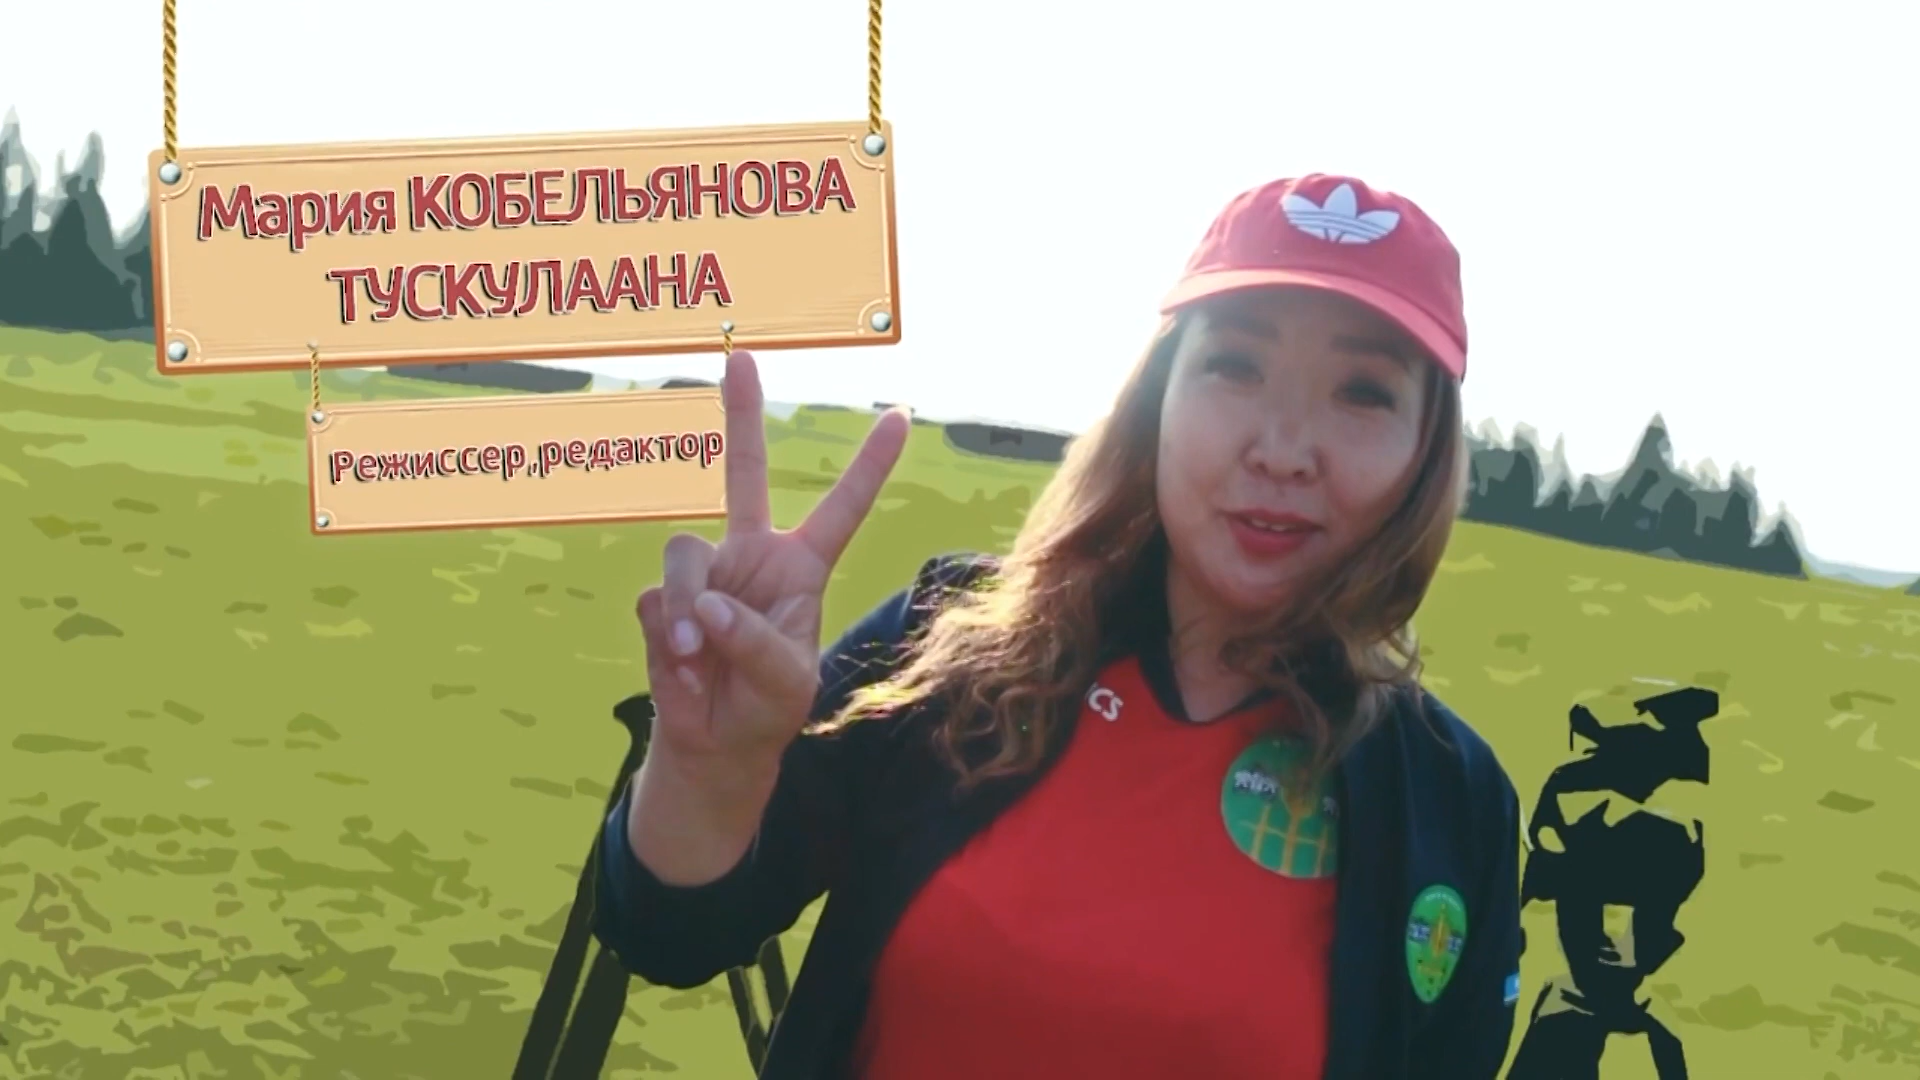 Мария КОБЕЛЬЯНОВА
ТУСКУЛААНА
Режиссер,редактор